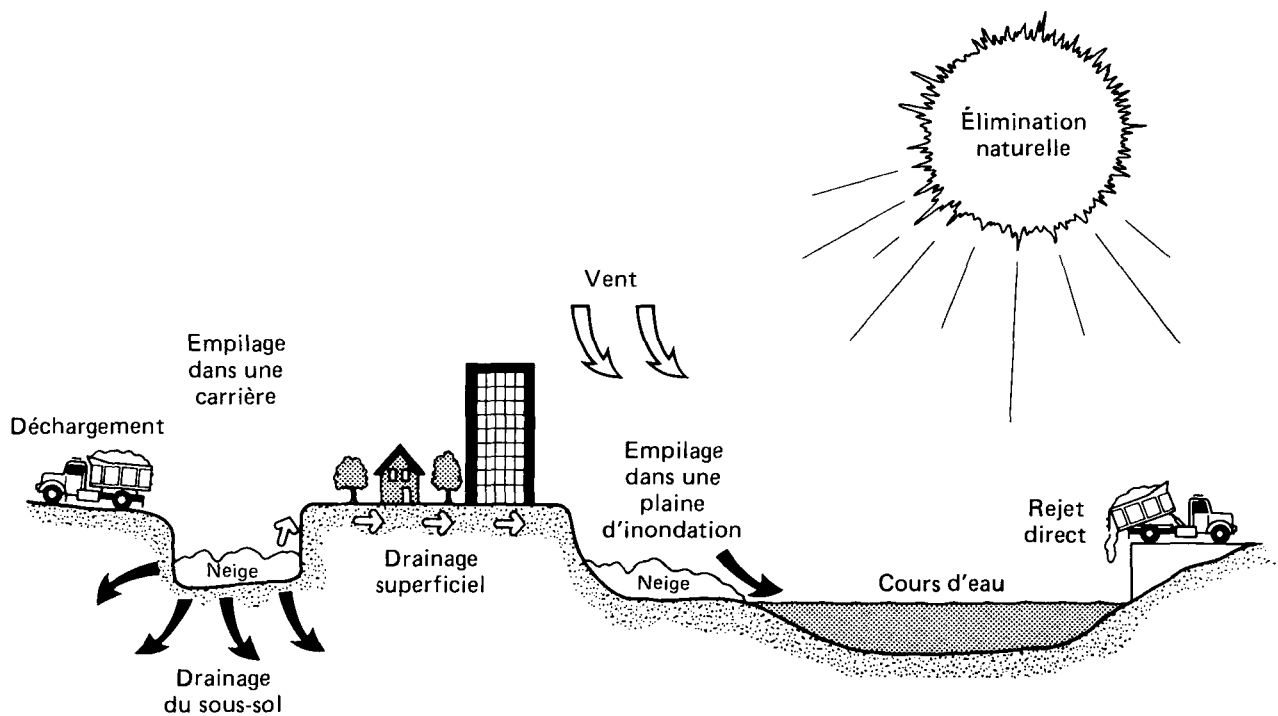 Élimination
naturelle
Vent
Empilage
dans une
carrière
Déchargement
Empilage
dans une
plaine
d'inondation
Rejet
direct
Neige
Drainage
superficiel
Neige
Cours d'eau
Drainage
du sous-sol